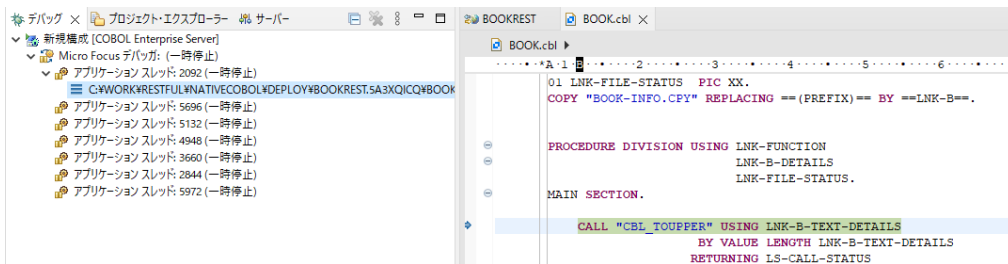 デバッグ プロジェクト・エクスプローラー サーバー
新規構成 [COBOL Enterprise Server]
Micro Focus デバッガ: (一時停止)
アプリケーション スレッド: 2092 (一時停止)
C:¥WORK¥RESTFUL¥NATIVECOBOL¥DEPLOY¥BOOKREST.5A3XQICQ¥BOOK
アプリケーション スレッド: 5696 (一時停止)
アプリケーション スレッド: 5132 (一時停止)
アプリケーション スレッド: 4948 (一時停止)
アプリケーション スレッド: 3660 (一時停止)
アプリケーション スレッド: 2844 (一時停止)
アプリケーション スレッド: 5972 (一時停止)
BOOKREST BOOK.cbl
BOOK.cbl
*A·1·B··•····2····•····3····•····4····•····5····•····6····•···
01 LNK-FILE-STATUS PIC XX.
COPY "BOOK-INFO.CPY" REPLACING ==(PREFIX)== BY ==LNK-B==.
PROCEDURE DIVISION USING LNK-FUNCTION
LNK-B-DETAILS
LNK-FILE-STATUS.
MAIN SECTION.
CALL "CBL_TOUPPER" USING LNK-B-TEXT-DETAILS
BY VALUE LENGTH LNK-B-TEXT-DETAILS
RETURNING LS-CALL-STATUS